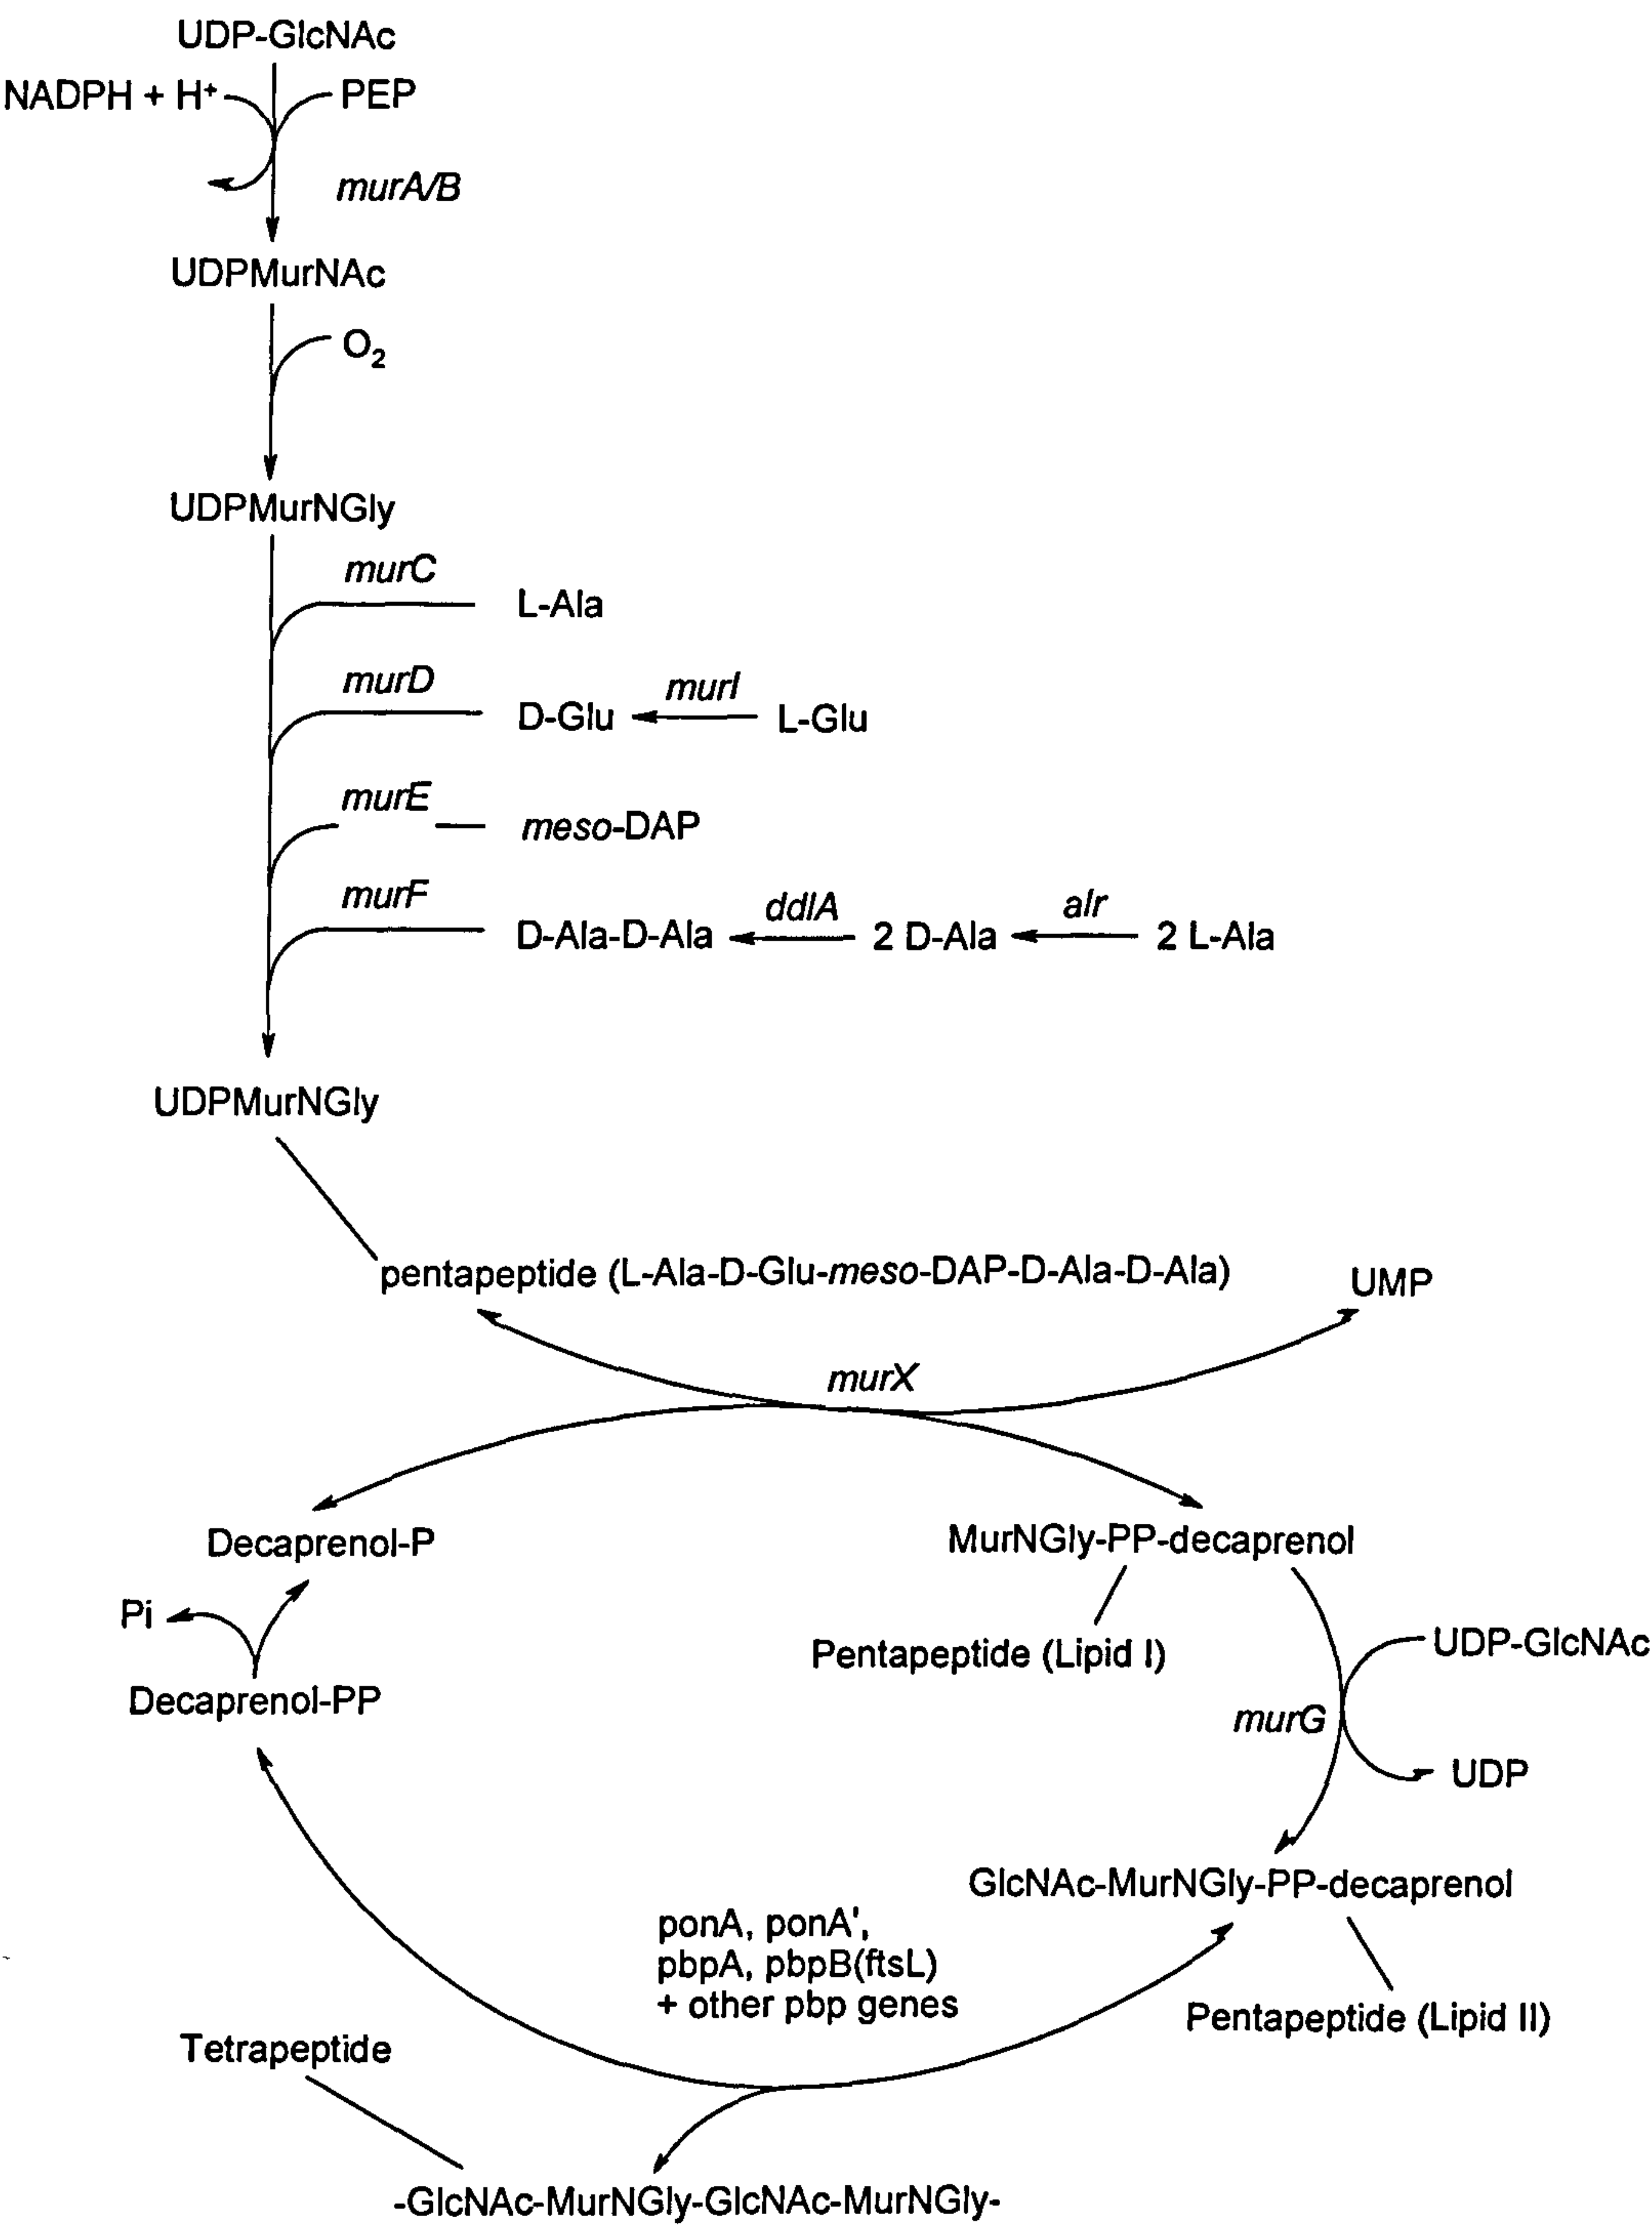 UDP-GlcNAc
NADPH + H⁺
PEP
murA/B
UDPMurNAc
O₂
UDPMurNGly
murC
L-Ala
murD
D-Glu
murI
L-Glu
murE
meso-DAP
murF
D-Ala-D-Ala
ddlA
2 D-Ala
alr
2 L-Ala
UDPMurNGly
pentapeptide (L-Ala-D-Glu-meso-DAP-D-Ala-D-Ala)
UMP
murX
Decaprenol-P
MurNGly-PP-decaprenol
Pi
Pentapeptide (Lipid I)
UDP-GlcNAc
Decaprenol-PP
murG
UDP
GlcNAc-MurNGly-PP-decaprenol
ponA, ponA',
pbpA, pbpB(ftsL)
+ other pbp genes
Pentapeptide (Lipid II)
Tetrapeptide
-GlcNAc-MurNGly-GlcNAc-MurNGly-